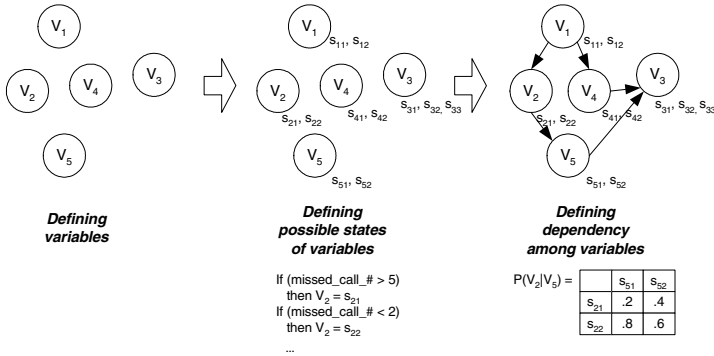 V1
s11, s12
V2
V4
V3
V5
V1
s11, s12
V2
s21, s22
V4
s41, s42
V3
s31, s32, s33
V5
s51, s52
V1
s11, s12
V2
s21, s22
V4
s41, s42
V3
s31, s32, s33
V5
s51, s52
Defining
variables
Defining
possible states
of variables
If (missed_call_# > 5)
then V2 = s21
If (missed_call_# < 2)
then V2 = s22
...
Defining
dependency
among variables
P(V2|V5) =
s51 s52
s21 .2 .4
s22 .8 .6